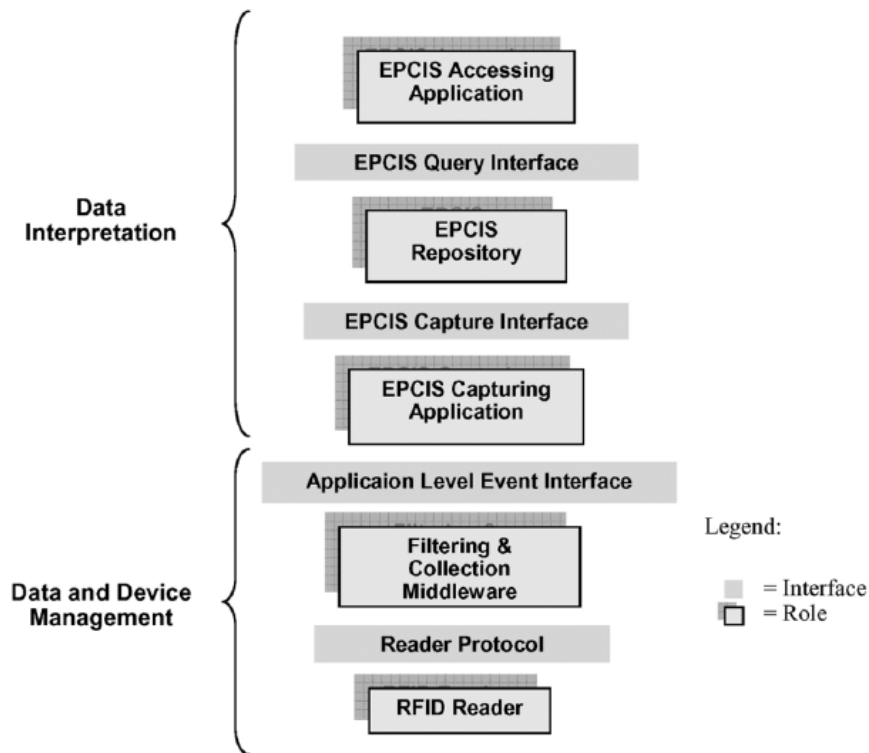 EPCIS Accessing
Application
EPCIS Query Interface
Data
Interpretation
EPCIS
Repository
EPCIS Capture Interface
EPCIS Capturing
Application
Applicaion Level Event Interface
Filtering &
Collection
Middleware
Data and Device
Management
Reader Protocol
RFID Reader
Legend:
= Interface
= Role